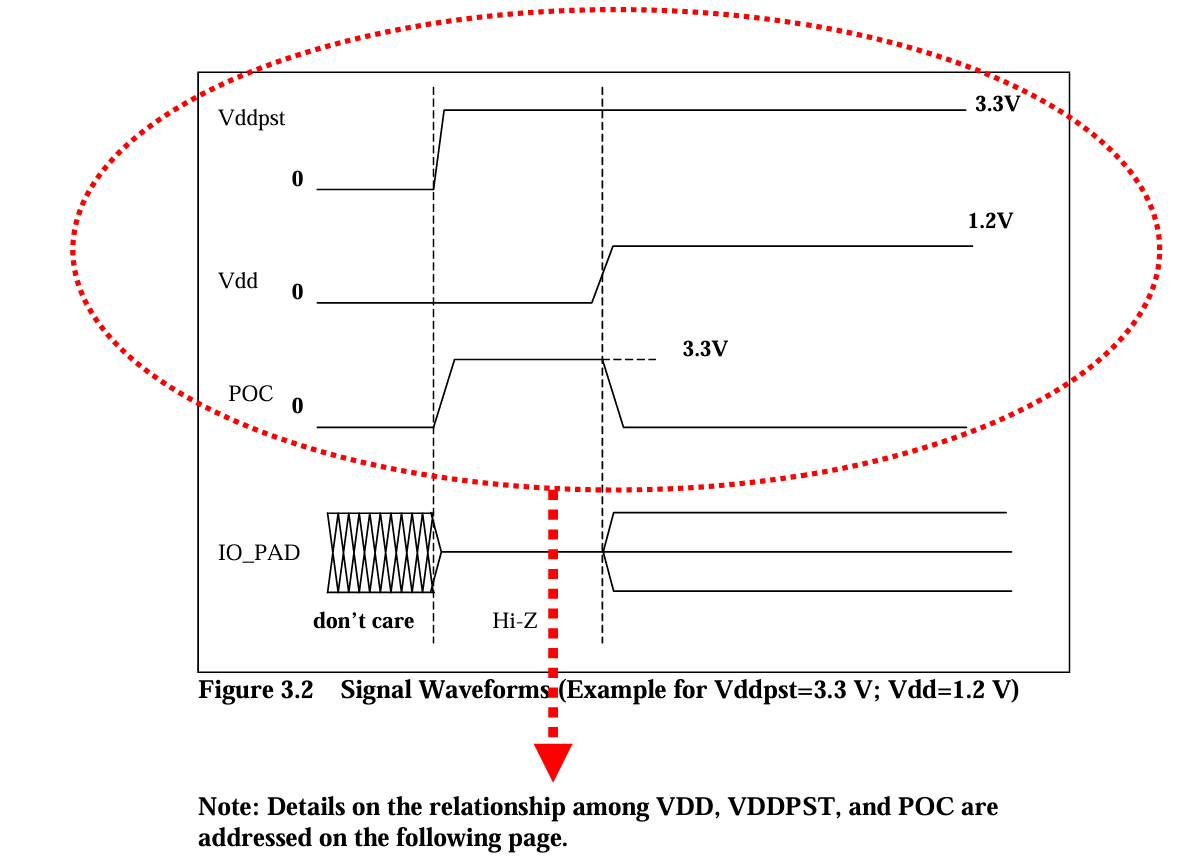 Vddpst
3.3V
0
1.2V
Vdd
0
3.3V
POC
0
IO_PAD
don't care
Hi-Z
Figure 3.2 Signal Waveforms (Example for Vddpst=3.3 V; Vdd=1.2 V)
Note: Details on the relationship among VDD, VDDPST, and POC are
addressed on the following page.